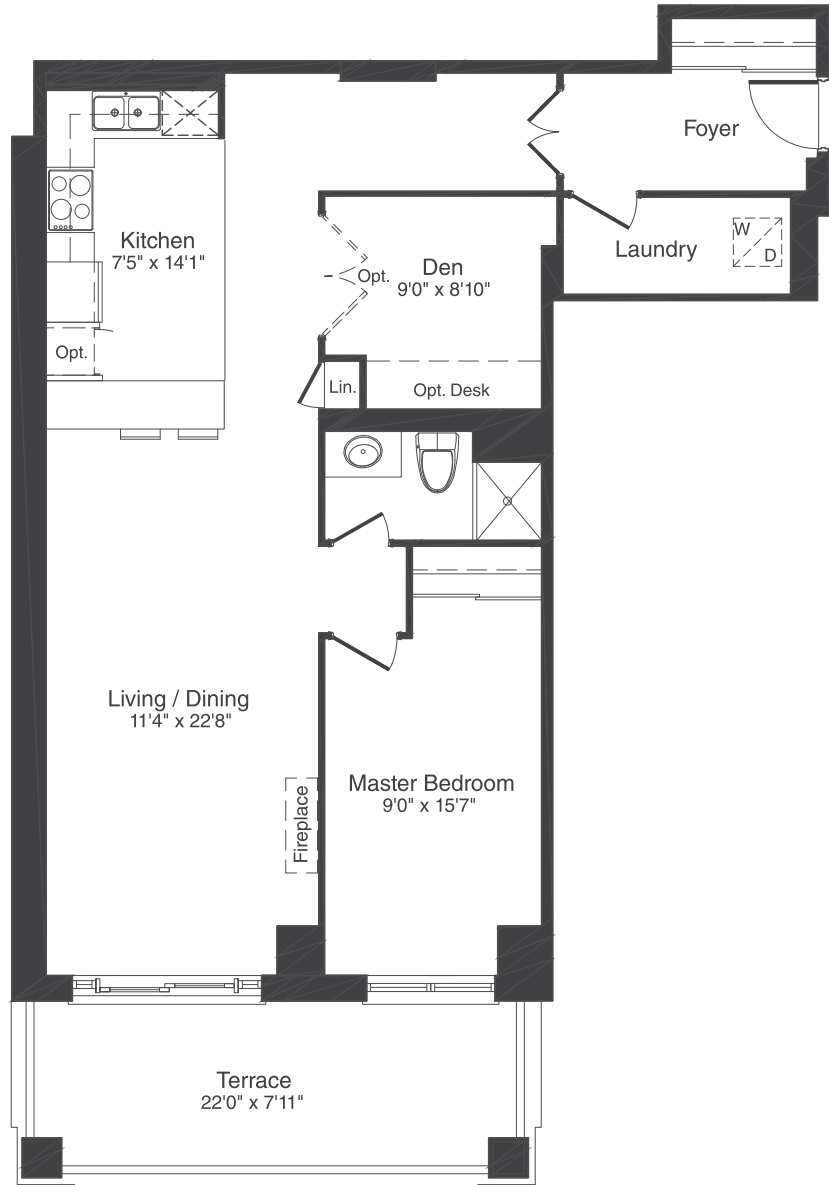 Foyer
Kitchen
7'5" x 14'1"
Laundry
W
D
Den
9'0" x 8'10"
Opt.
Opt.
Lin.
Opt. Desk
Living / Dining
11'4" x 22'8"
Master Bedroom
9'0" x 15'7"
Fireplace
Terrace
22'0" x 7'11"